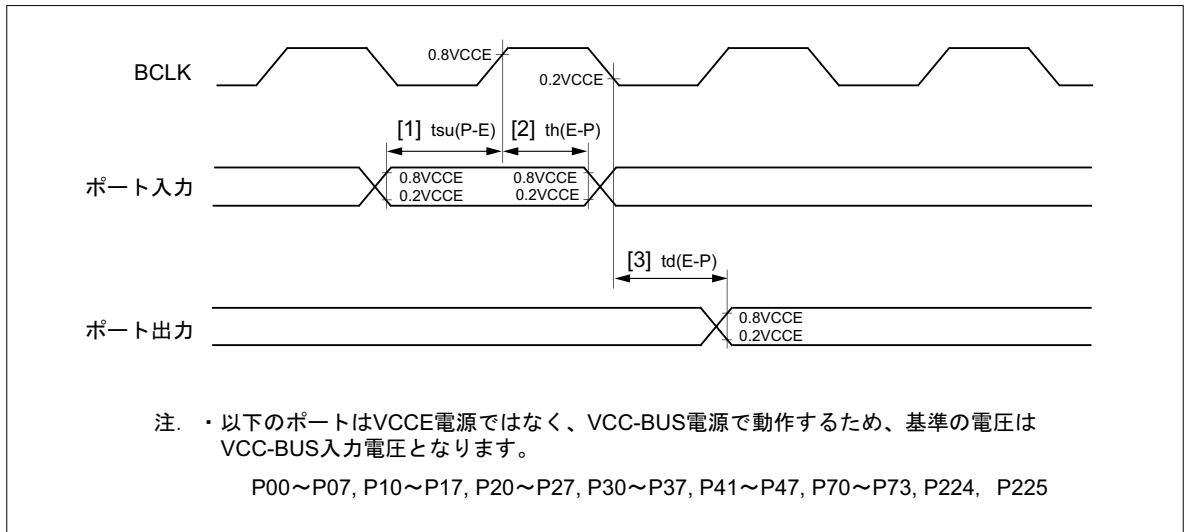 BCLK
0.8VCCE
0.2VCCE
[1] tsu(P-E)
[2] th(E-P)
ポート入力
0.8VCCE
0.8VCCE
0.2VCCE
0.2VCCE
[3] td(E-P)
ポート出力
0.8VCCE
0.2VCCE
注. ・以下のポートはVCCE電源ではなく、VCC-BUS電源で動作するため、基準の電圧は
VCC-BUS入力電圧となります。
P00～P07, P10～P17, P20～P27, P30～P37, P41～P47, P70～P73, P224, P225